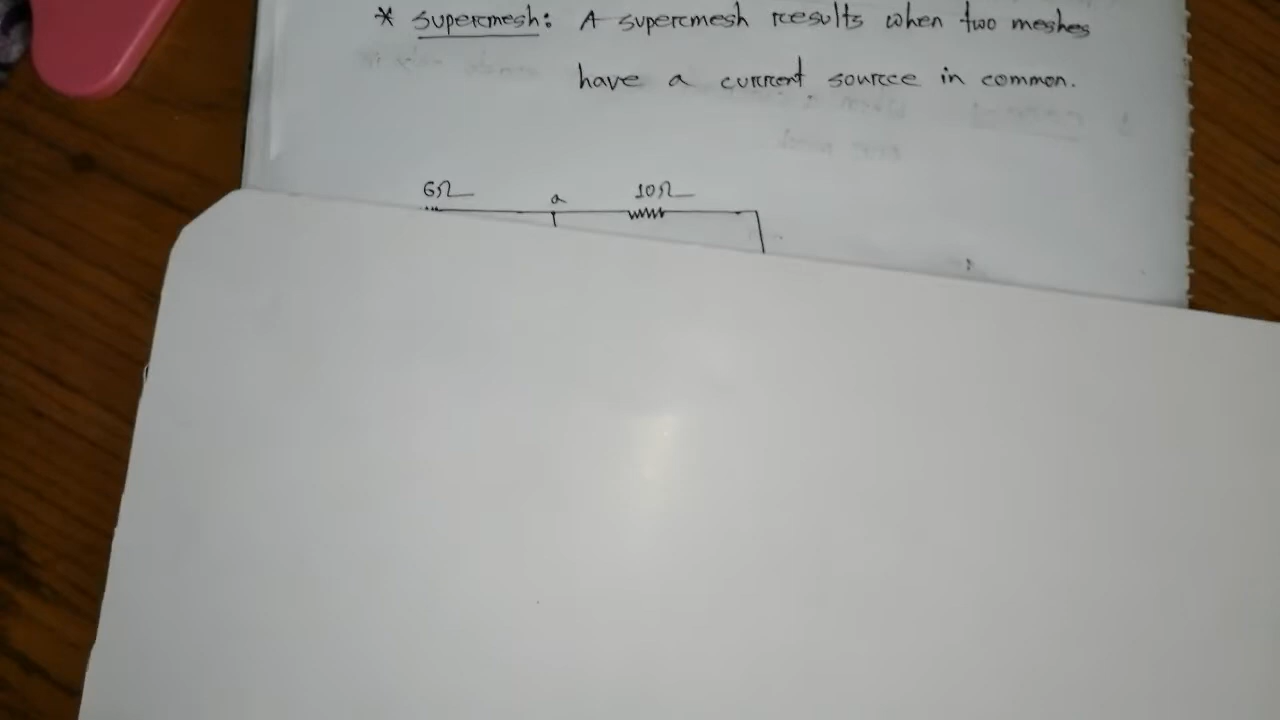 * Supermesh: A supermesh results when two meshes
have a current source in common.
6Ω a 10Ω